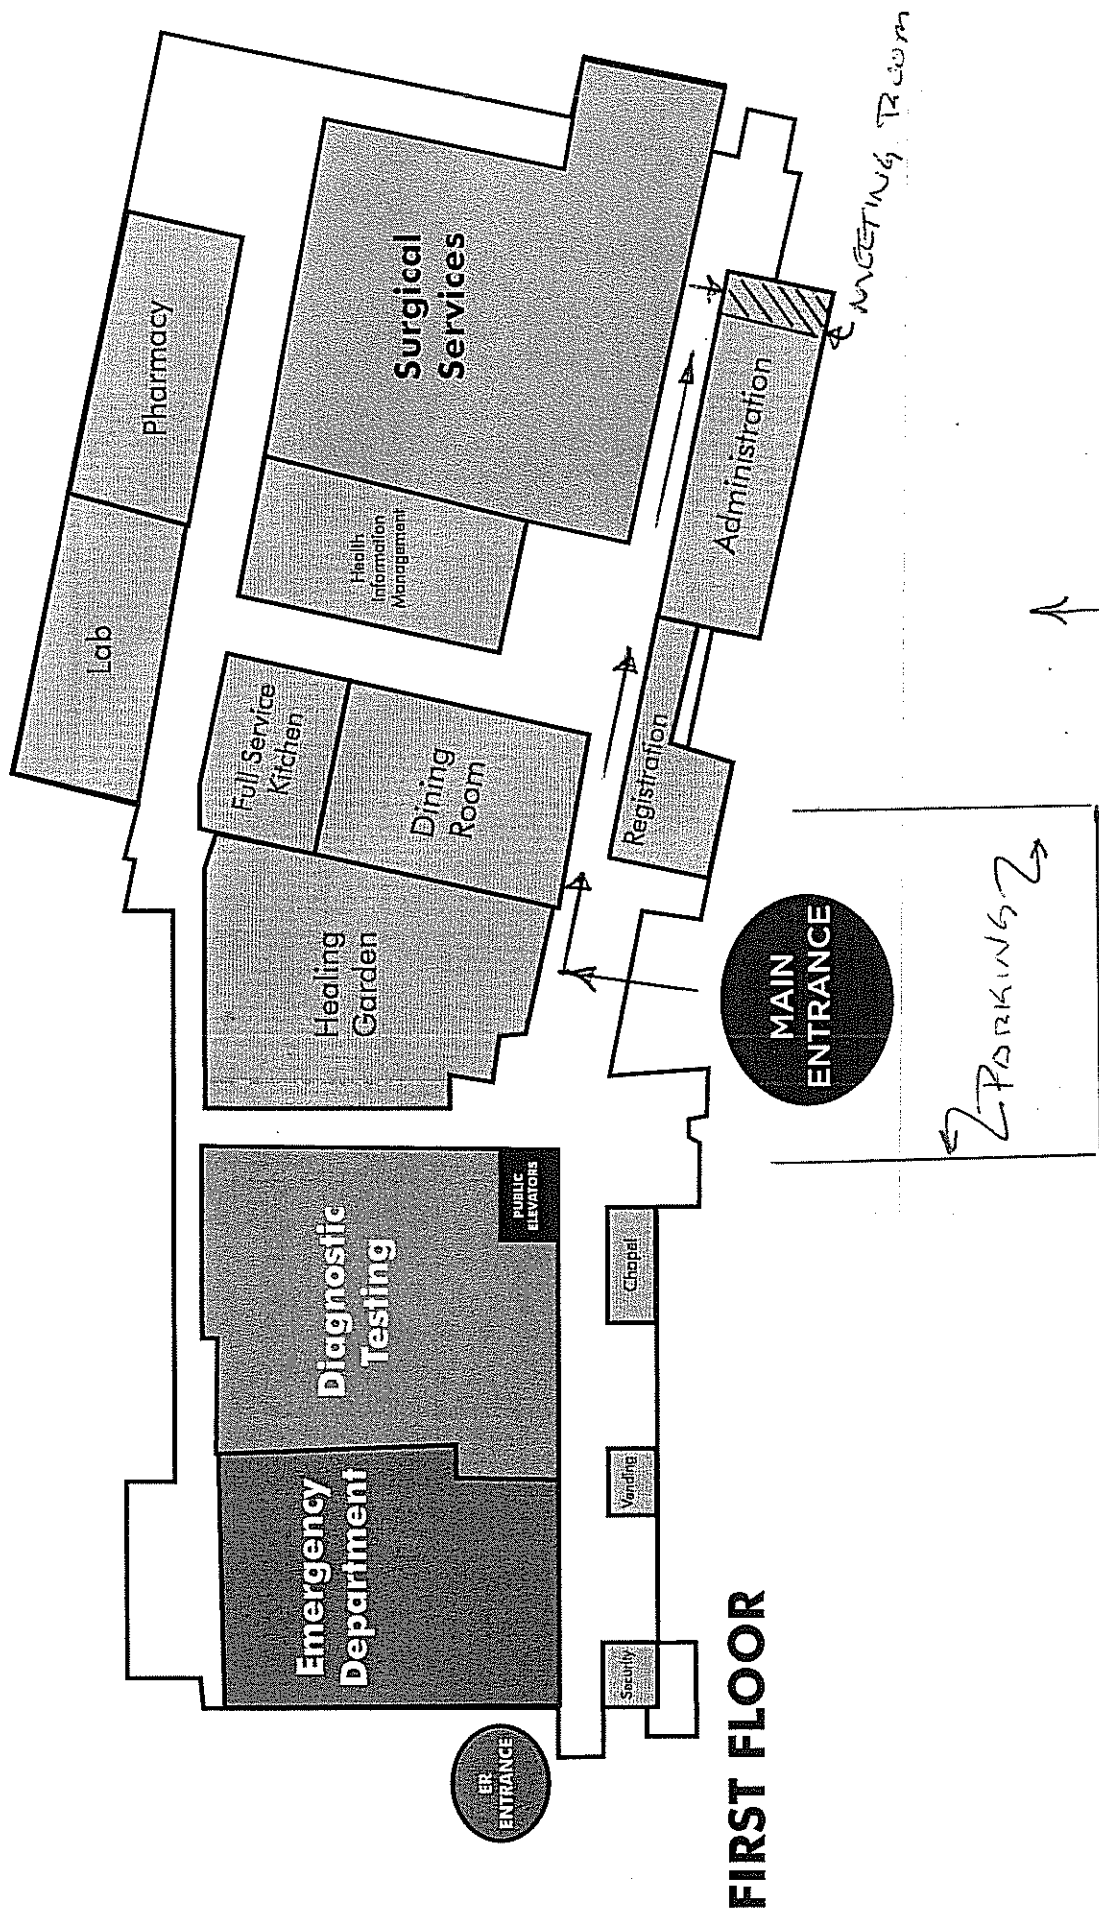 Lab
Pharmacy
Full Service
Kitchen
Health
Information
Management
Surgical
Services
Healing
Garden
Dining
Room
Emergency
Department
Diagnostic
Testing
PUBLIC
ELEVATORS
ER
ENTRANCE
Security
Vending
Chapel
Registration
Administration
MEETING ROOM
MAIN
ENTRANCE
PARKING
FIRST FLOOR